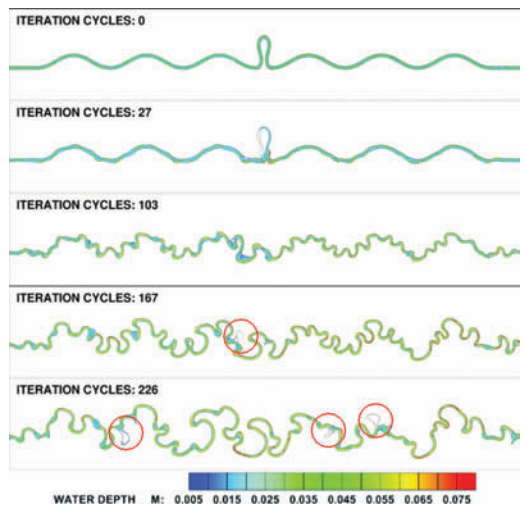 ITERATION CYCLES: 0
ITERATION CYCLES: 27
ITERATION CYCLES: 103
ITERATION CYCLES: 167
ITERATION CYCLES: 226
WATER DEPTH M: 0.005 0.015 0.025 0.035 0.045 0.055 0.065 0.075